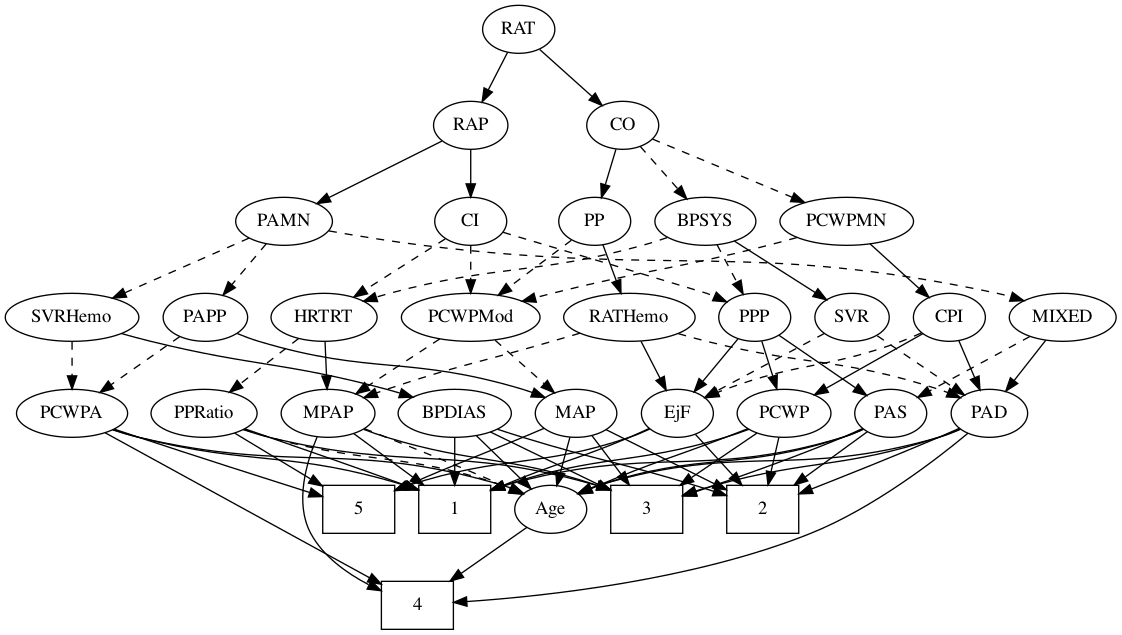 RAT
RAP
CO
PAMN
CI
PP
BPSYS
PCWPMN
SVRHemo
PAPP
HRTRT
PCWPMod
RATHemo
PPP
SVR
CPI
MIXED
PCWPA
PPRatio
MPAP
BPDIAS
MAP
EjF
PCWP
PAS
PAD
5
1
Age
3
2
4